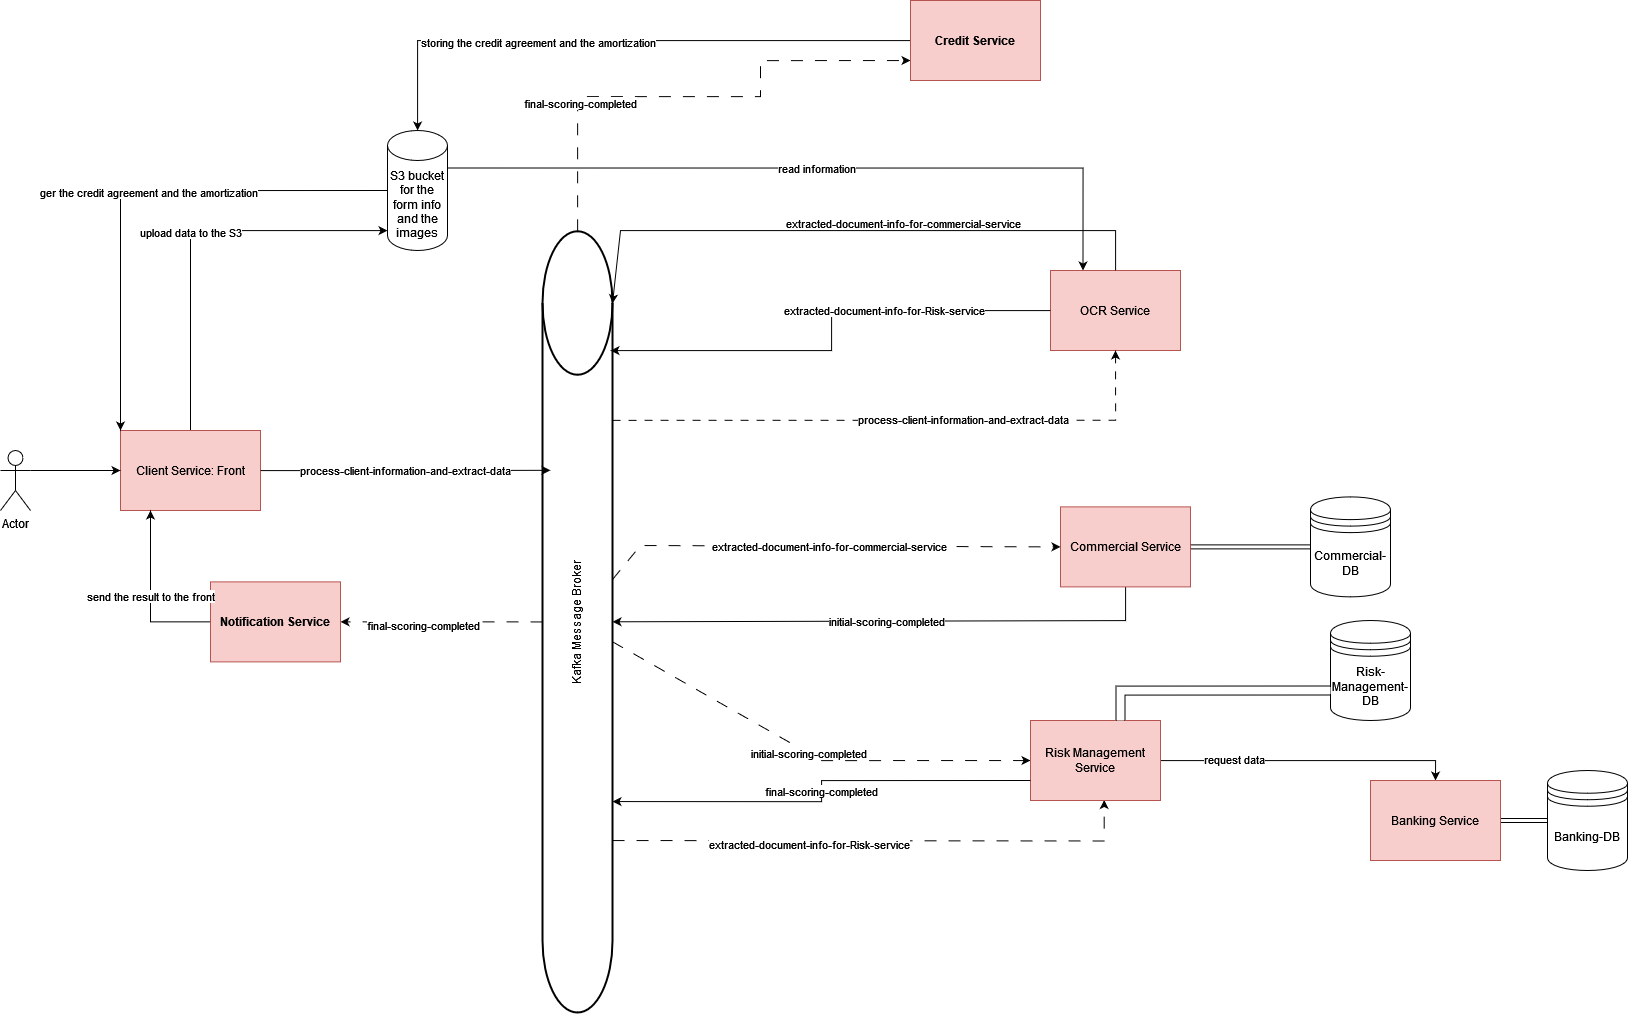 Credit Service
storing the credit agreement and the amortization
final-scoring-completed
S3 bucket
for the
form info
and the
images
read information
ger the credit agreement and the amortization
upload data to the S3
extracted-document-info-for-commercial-service
extracted-document-info-for-Risk-service
OCR Service
process-client-information-and-extract-data
Client Service: Front
process-client-information-and-extract-data
Actor
Kafka Message Broker
extracted-document-info-for-commercial-service
Commercial Service
Commercial-
DB
send the result to the front
Notification Service
final-scoring-completed
initial-scoring-completed
Risk-
Management-
DB
initial-scoring-completed
Risk Management
Service
request data
final-scoring-completed
Banking Service
Banking-DB
extracted-document-info-for-Risk-service